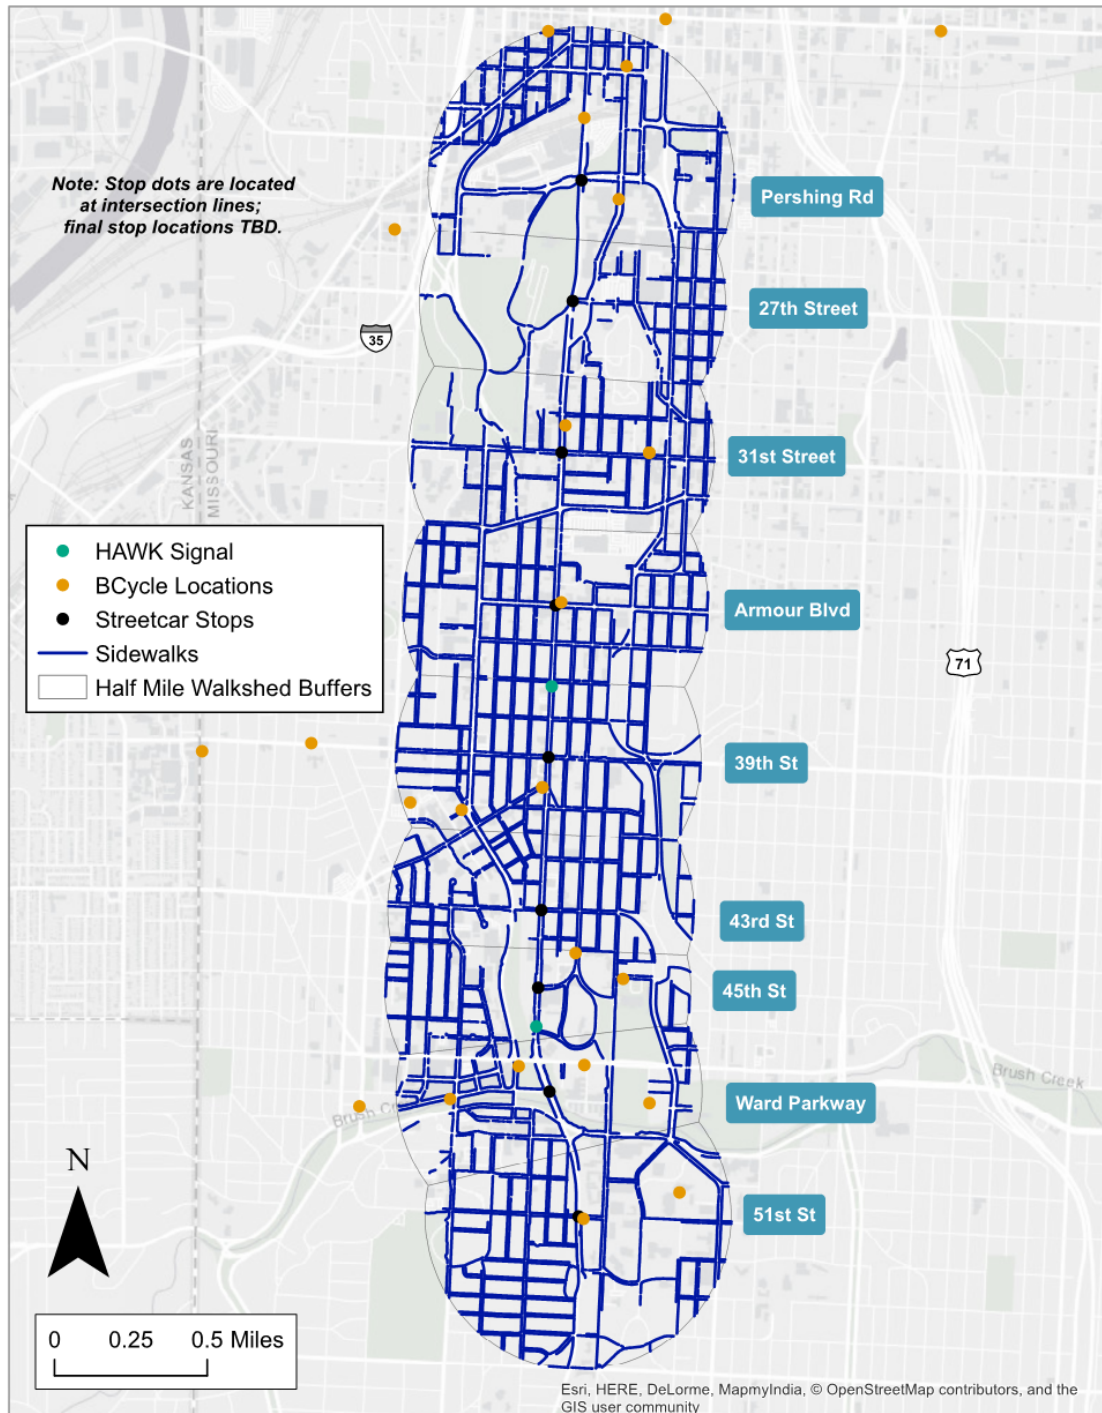 Note: Stop dots are located
at intersection lines;
final stop locations TBD.
Pershing Rd
27th Street
35
31st Street
KANSAS
MISSOURI
HAWK Signal
BCycle Locations
Streetcar Stops
Sidewalks
Half Mile Walkshed Buffers
Armour Blvd
71
39th St
43rd St
45th St
Brush Creek
Ward Parkway
Brush C
N
51st St
0 0.25 0.5 Miles
Esri, HERE, DeLorme, MapmyIndia, © OpenStreetMap contributors, and the
GIS user community